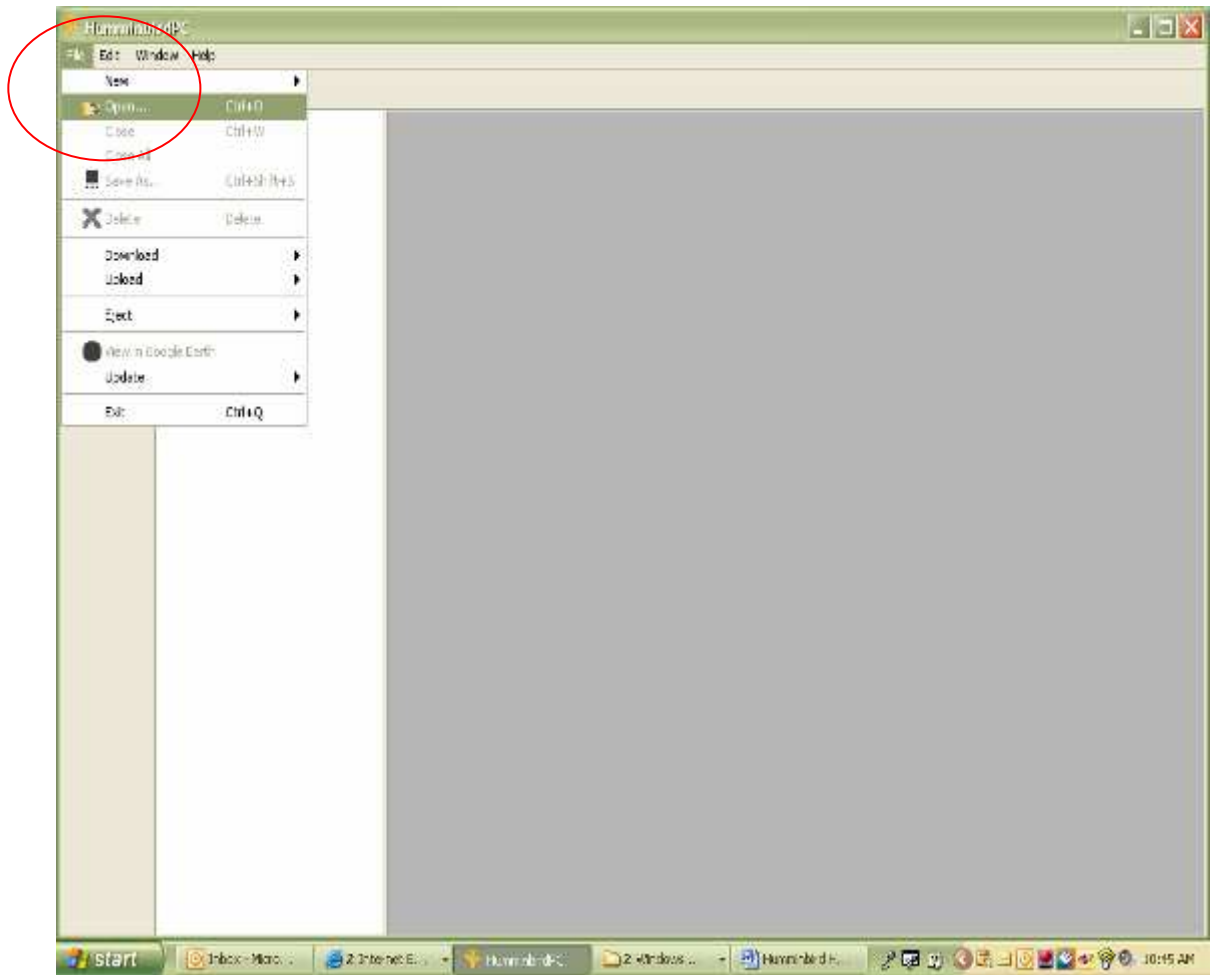 HumminbirdPC
File Edit Window Help
New
Open... Ctrl+O
Close Ctrl+W
Close All
Save As... Ctrl+Shift+S
Delete Delete
Download
Upload
Eject
View in Google Earth
Update
Exit Ctrl+Q
start Inbox - Micro... 2 Internet E... HumminbirdPC 2 Windows ... Humminbird H... 10:45 AM